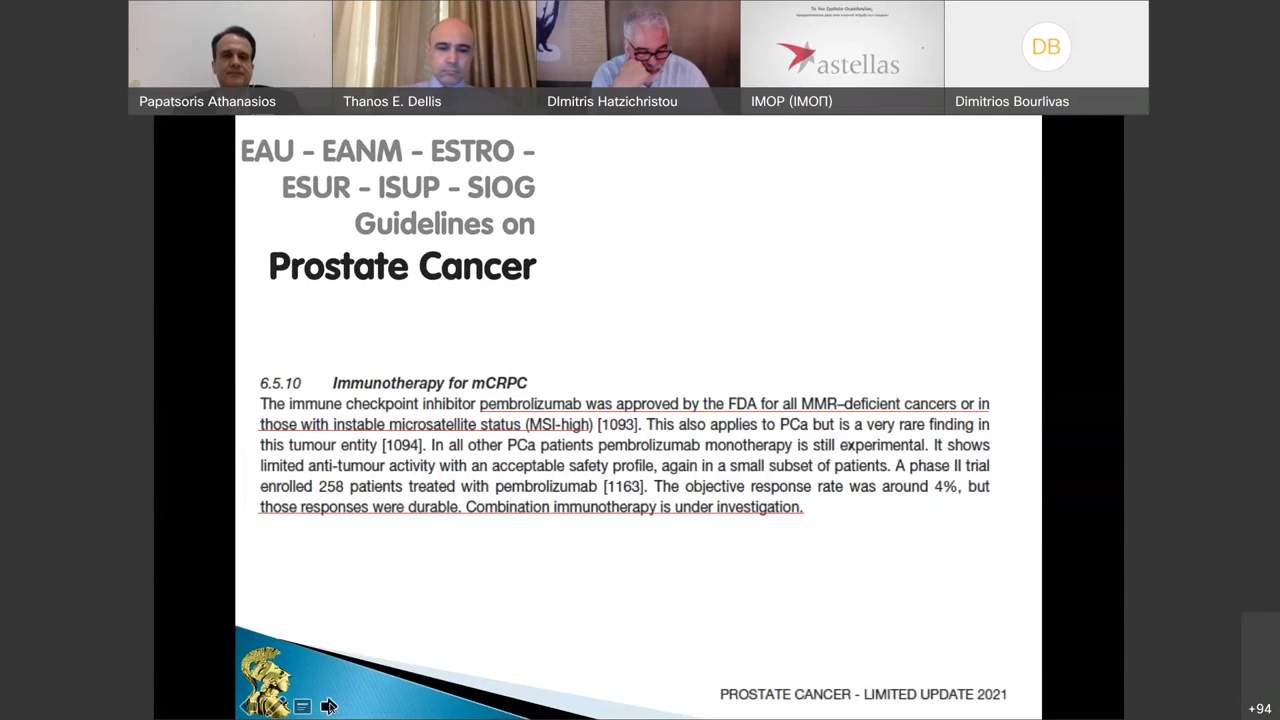 Το 1ου Σχολείο Ουρολογίας,
astellas
DB
Papatsoris Athanasios
Thanos E. Dellis
DImitris Hatzichristou
IMOP (ΙΜΟΠ)
Dimitrios Bourlivas
EAU - EANM - ESTRO -
ESUR - ISUP - SIOG
Guidelines on
Prostate Cancer
6.5.10 Immunotherapy for mCRPC
The immune checkpoint inhibitor pembrolizumab was approved by the FDA for all MMR–deficient cancers or in
those with instable microsatellite status (MSI-high) [1093). This also applies to PCa but is a very rare finding in
this tumour entity [1094]. In all other PCa patients pembrolizumab monotherapy is still experimental. It shows
limited anti-tumour activity with an acceptable safety profile, again in a small subset of patients. A phase II trial
enrolled 258 patients treated with pembrolizumab [1163]. The objective response rate was around 4%, but
those responses were durable. Combination immunotherapy is under investigation.
PROSTATE CANCER - LIMITED UPDATE 2021
+94